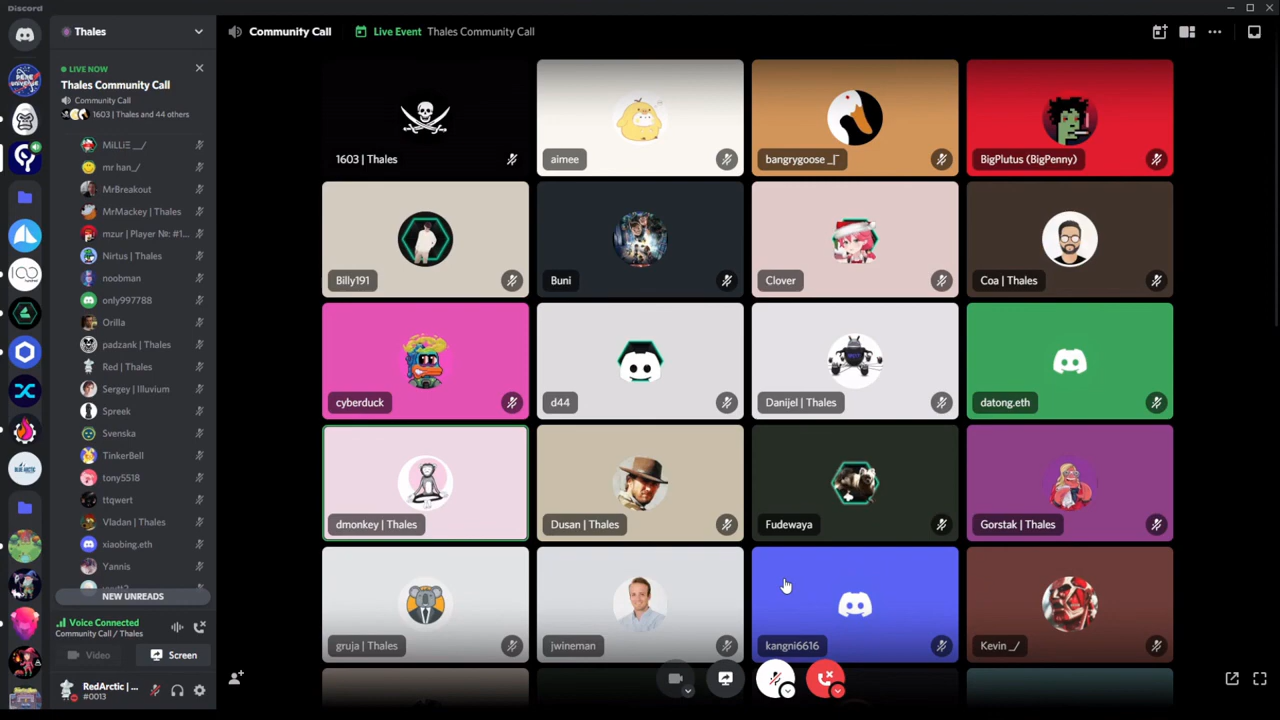 Discord
Thales
Community Call
Live Event
Thales Community Call
LIVE NOW
Thales Community Call
Community Call
1603 | Thales and 44 others
MiLLiΞ __/
mr han_/
MrBreakout
MrMackey | Thales
mzur | Player №: #1...
Nirtus | Thales
noobman
only997788
Orilla
padzank | Thales
Red | Thales
Sergey | Illuvium
Spreek
Svenska
TinkerBell
tony5518
ttqwert
Vladan | Thales
xiaobing.eth
Yannis
NEW UNREADS
Voice Connected
Community Call / Thales
Video
Screen
RedArctic | ...
#0013
1603 | Thales
aimee
bangrygoose _|‾
BigPlutus (BigPenny)
Billy191
Buni
Clover
Coa | Thales
cyberduck
d44
Danijel | Thales
datong.eth
dmonkey | Thales
Dusan | Thales
Fudewaya
Gorstak | Thales
gruja | Thales
jwineman
kangni6616
Kevin _/